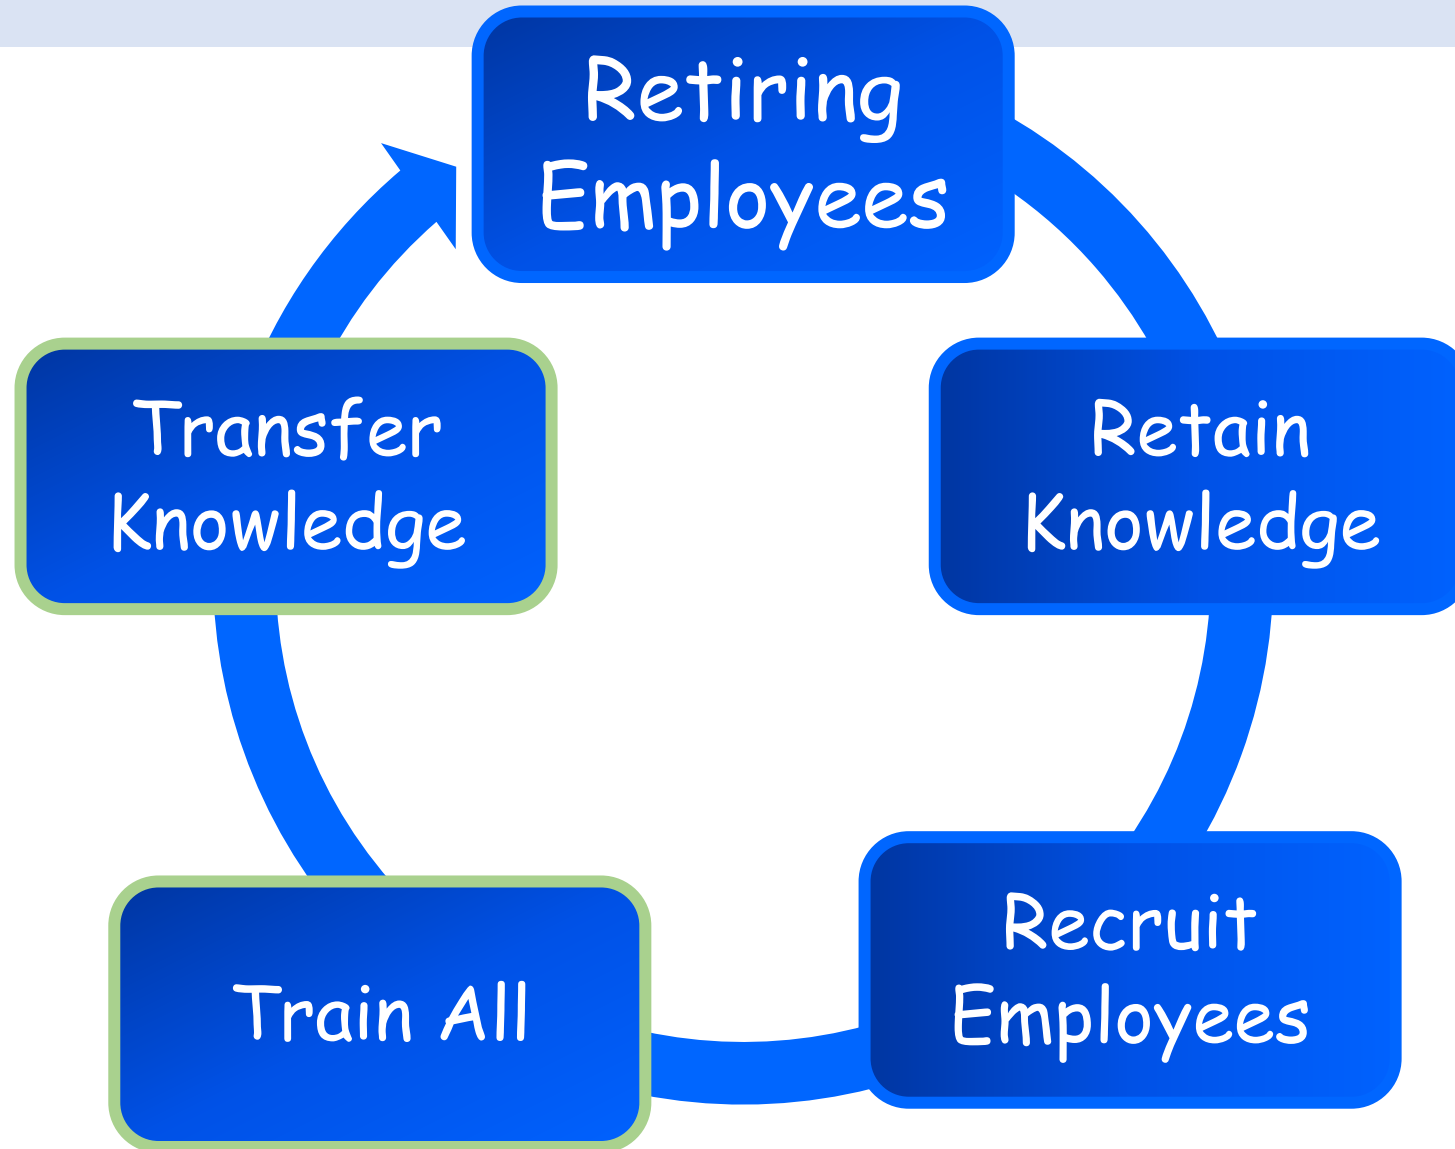 Retiring
Employees
Retain
Knowledge
Recruit
Employees
Train All
Transfer
Knowledge